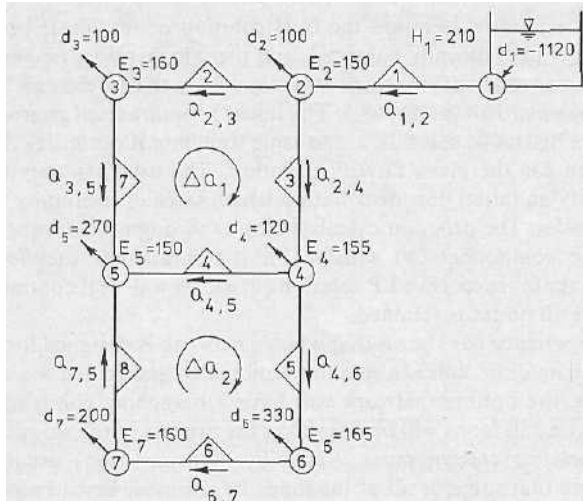 d₃=100
E₃=160
d₂=100
E₂=150
H₁=210
d₁=-1120
3
2
2
1
1
Q₂,₃
Q₁,₂
Q₃,₅
7
ΔQ₁
3
Q₂,₄
d₅=270
E₅=150
d₄=120
E₄=155
5
4
4
Q₄,₅
Q₇,₅
8
ΔQ₂
5
Q₄,₆
d₇=200
E₇=160
d₆=330
E₆=165
7
6
6
Q₆,₇